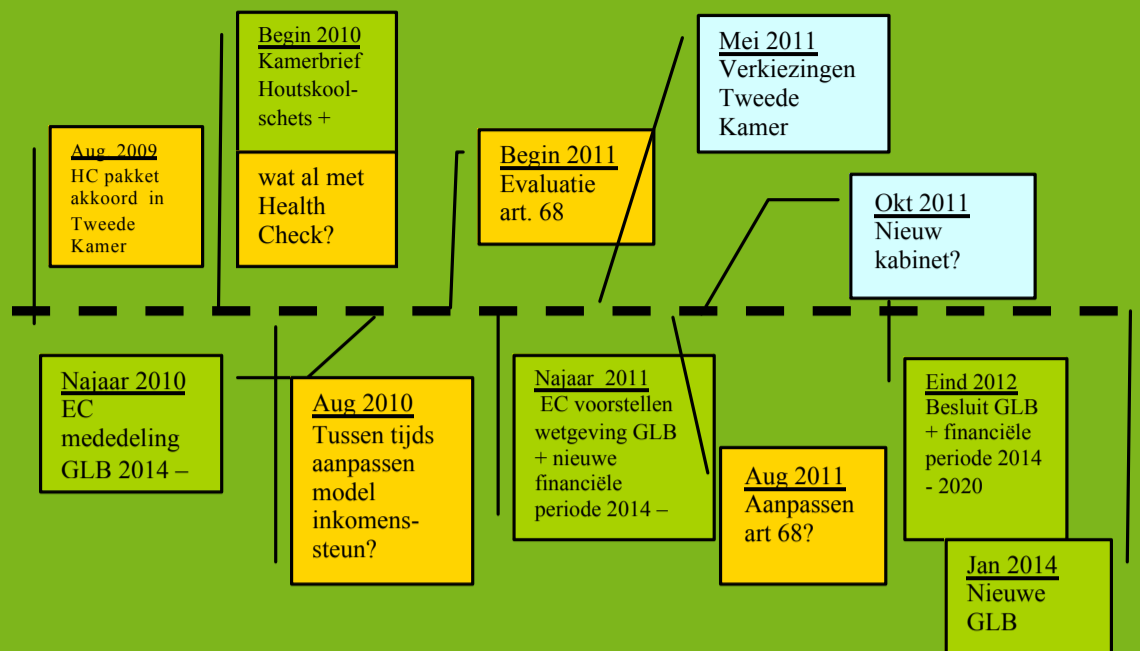 Begin 2010
Kamerbrief
Houtskool-
schets +
wat al met
Health
Check?
Mei 2011
Verkiezingen
Tweede
Kamer
Aug 2009
HC pakket
akkoord in
Tweede
Kamer
Begin 2011
Evaluatie
art. 68
Okt 2011
Nieuw
kabinet?
Najaar 2010
EC
mededeling
GLB 2014 –
Aug 2010
Tussen tijds
aanpassen
model
inkomens-
steun?
Najaar 2011
EC voorstellen
wetgeving GLB
+ nieuwe
financiële
periode 2014 –
Aug 2011
Aanpassen
art 68?
Eind 2012
Besluit GLB
+ financiële
periode 2014
- 2020
Jan 2014
Nieuwe
GLB